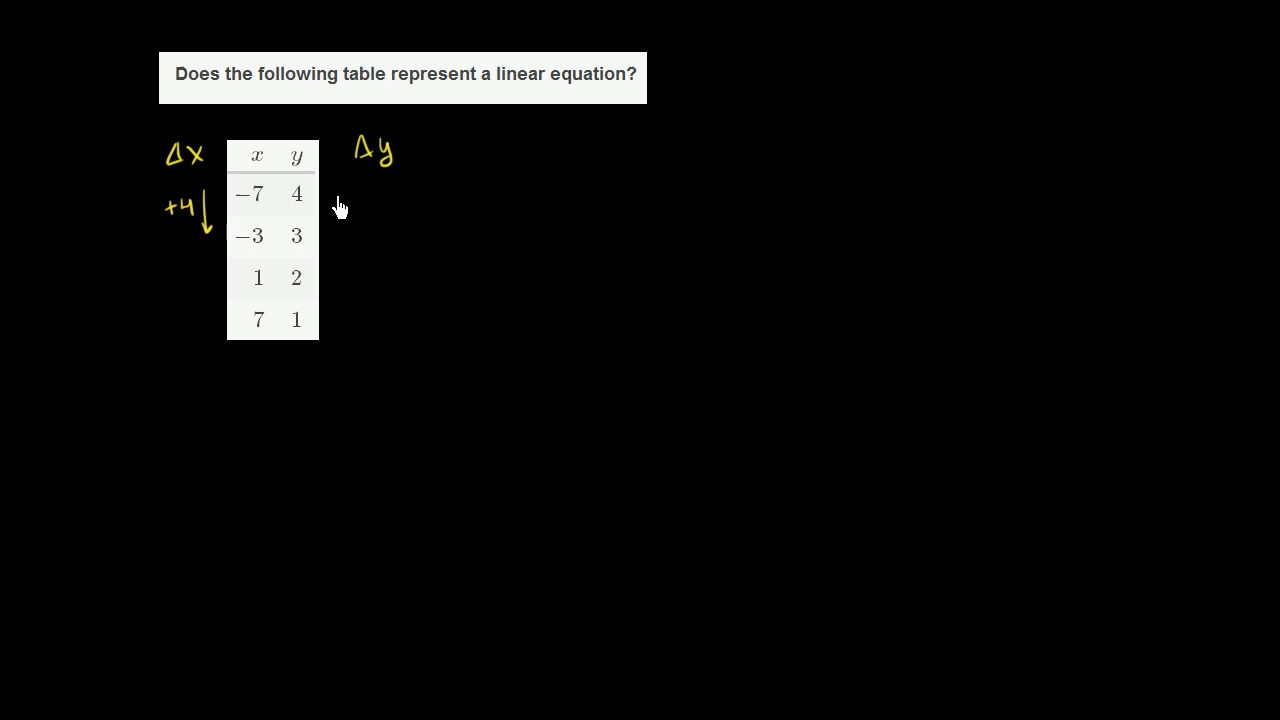 Does the following table represent a linear equation?
Δx x y Δy
−7 4
+4
−3 3
1 2
7 1